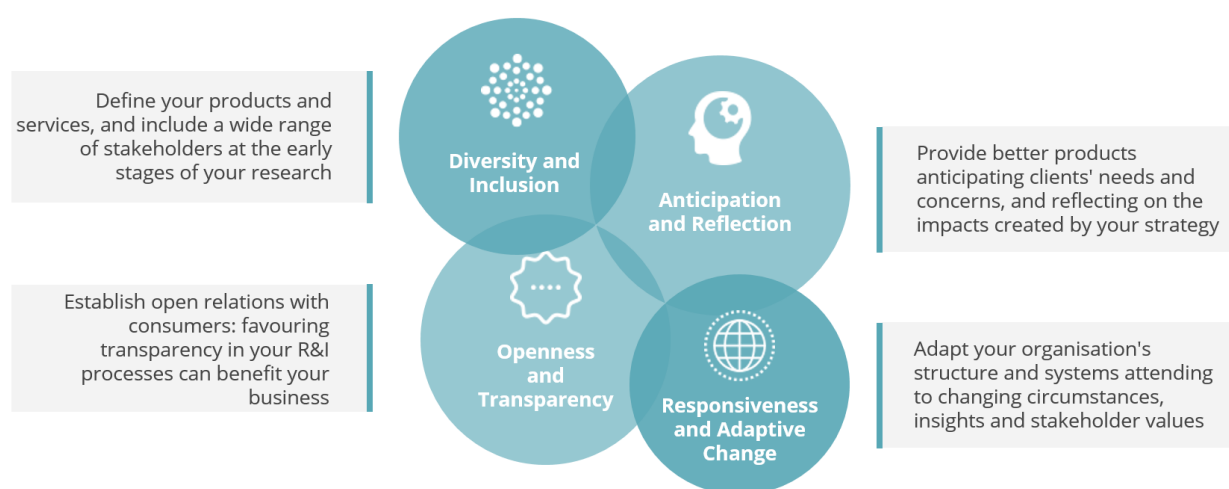 Define your products and
services, and include a wide range
of stakeholders at the early
stages of your research
Diversity and
Inclusion
Anticipation
and Reflection
Provide better products
anticipating clients' needs and
concerns, and reflecting on the
impacts created by your strategy
Establish open relations with
consumers: favouring
transparency in your R&I
processes can benefit your
business
Openness
and
Transparency
Responsiveness
and Adaptive
Change
Adapt your organisation's
structure and systems attending
to changing circumstances,
insights and stakeholder values